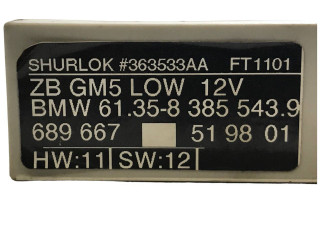 SHURLOK #363533AA FT1101
ZB GM5 LOW 12V
BMW 61.35-8 385 543.9
689 667 51 98 01
HW:11 SW:12